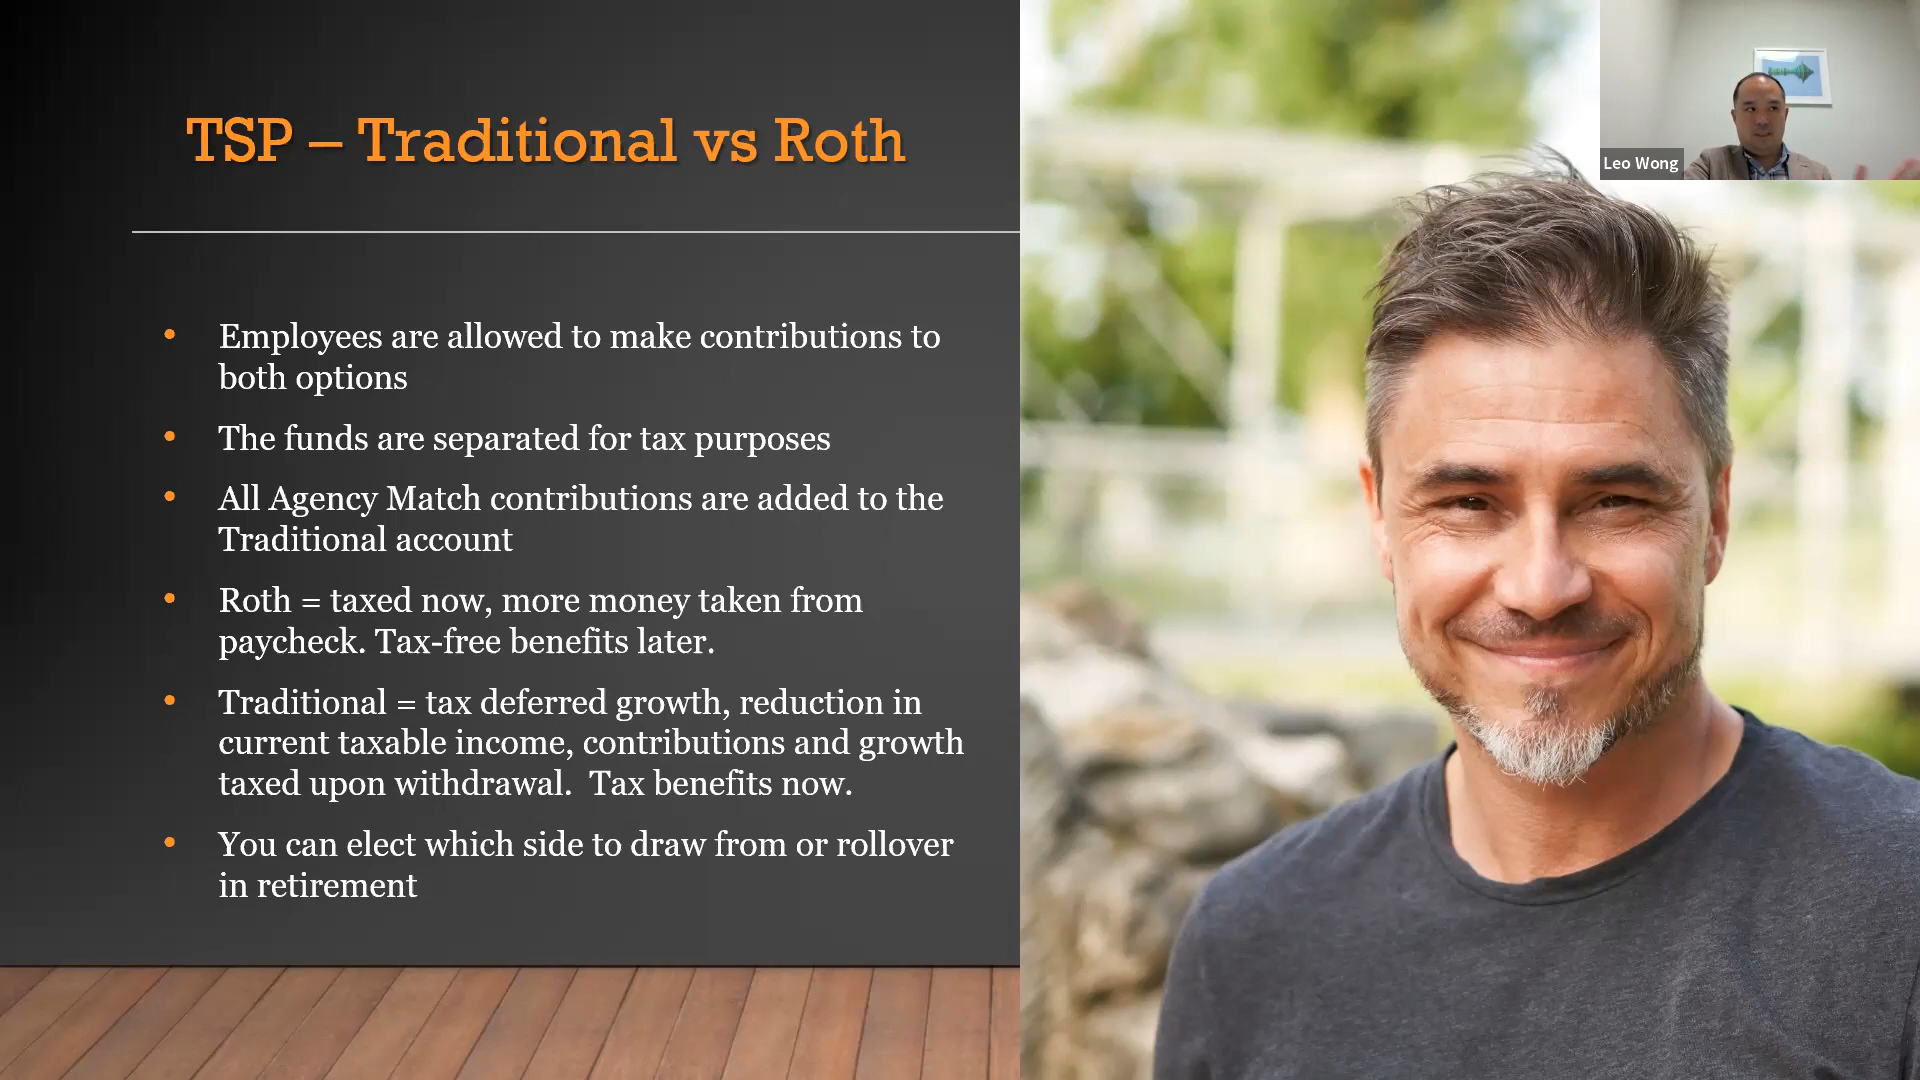 TSP – Traditional vs Roth
Leo Wong
• Employees are allowed to make contributions to
both options
• The funds are separated for tax purposes
• All Agency Match contributions are added to the
Traditional account
• Roth = taxed now, more money taken from
paycheck. Tax-free benefits later.
• Traditional = tax deferred growth, reduction in
current taxable income, contributions and growth
taxed upon withdrawal.  Tax benefits now.
• You can elect which side to draw from or rollover
in retirement